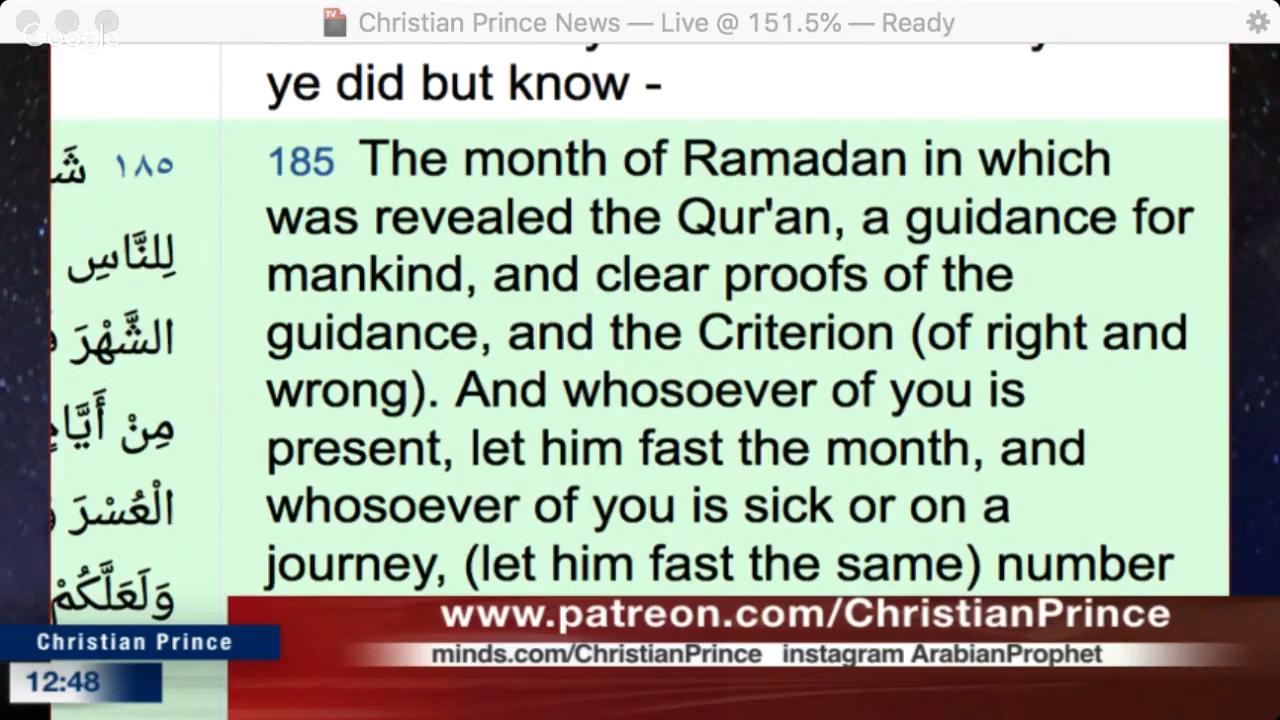 Christian Prince News — Live @ 151.5% — Ready
Google
ye did but know -
١٨٥ شَ
لِلنَّاسِ
الشَّهْرَ
مِنْ أَيَّامٍ
الْعُسْرَ
وَلَعَلَّكُمْ
185 The month of Ramadan in which
was revealed the Qur'an, a guidance for
mankind, and clear proofs of the
guidance, and the Criterion (of right and
wrong). And whosoever of you is
present, let him fast the month, and
whosoever of you is sick or on a
journey, (let him fast the same) number
www.patreon.com/ChristianPrince
minds.com/ChristianPrince instagram ArabianProphet
Christian Prince
12:48